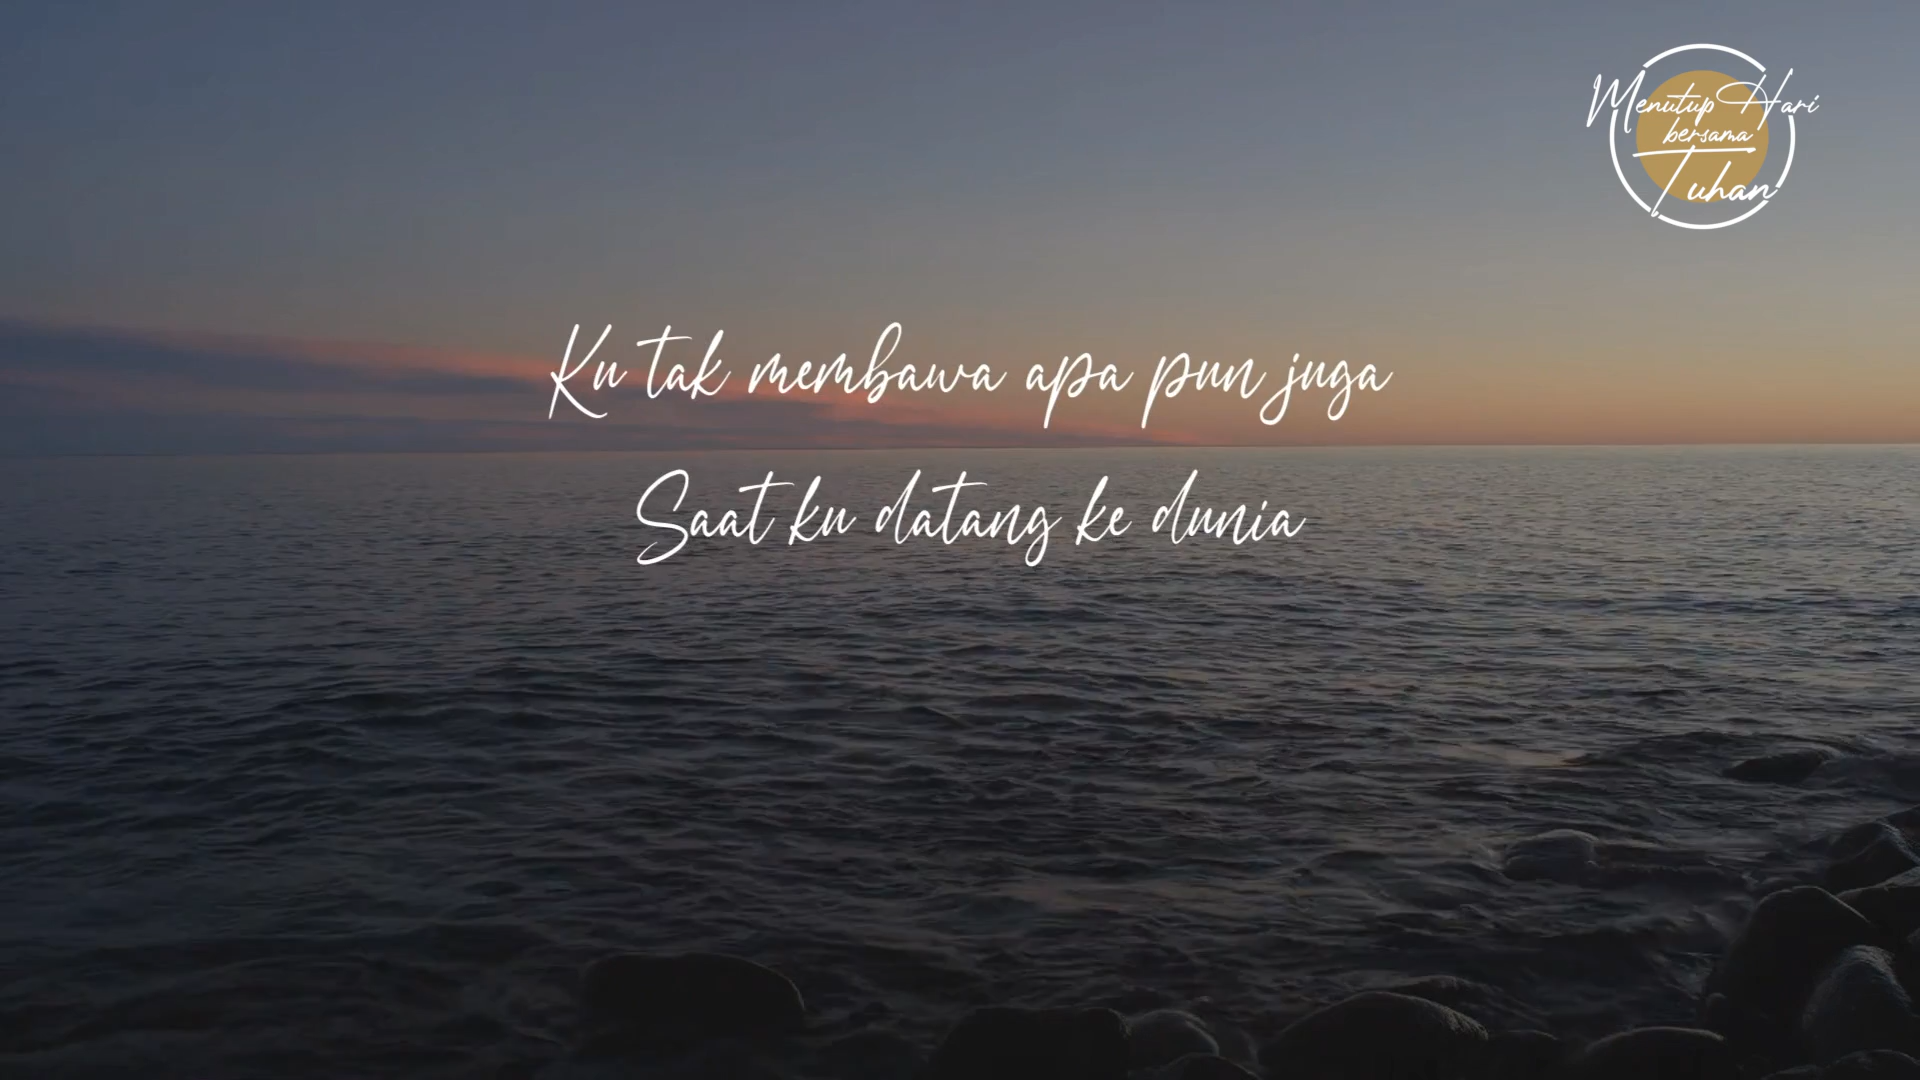 Menutup Hari
bersama
Tuhan
Ku tak membawa apa pun juga
Saat ku datang ke dunia